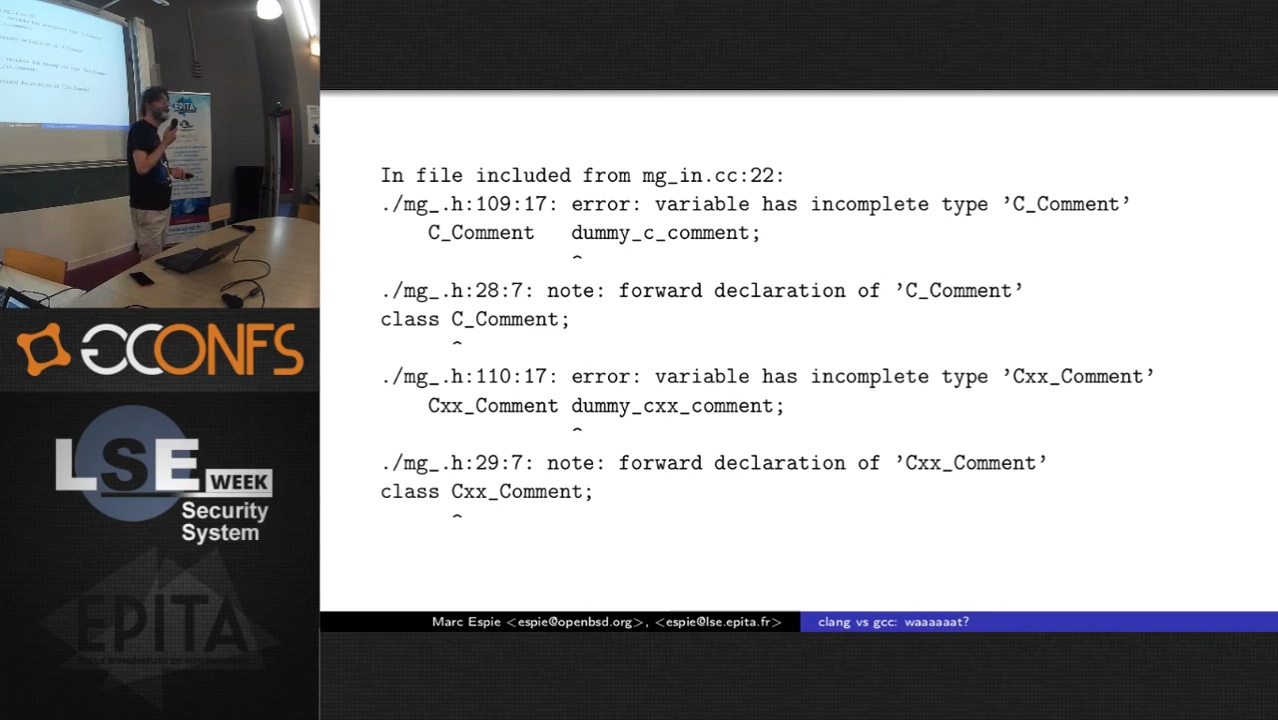 In file included from mg_in.cc:22:
./mg_.h:109:17: error: variable has incomplete type ’C_Comment’
C_Comment dummy_c_comment;
^
./mg_.h:28:7: note: forward declaration of ’C_Comment’
class C_Comment;
^
./mg_.h:110:17: error: variable has incomplete type ’Cxx_Comment’
Cxx_Comment dummy_cxx_comment;
^
./mg_.h:29:7: note: forward declaration of ’Cxx_Comment’
class Cxx_Comment;
^
Marc Espie <espie@openbsd.org>, <espie@lse.epita.fr>
clang vs gcc: waaaaaat?
EPITA
GCONFS
LSE
WEEK
Security
System
EPITA